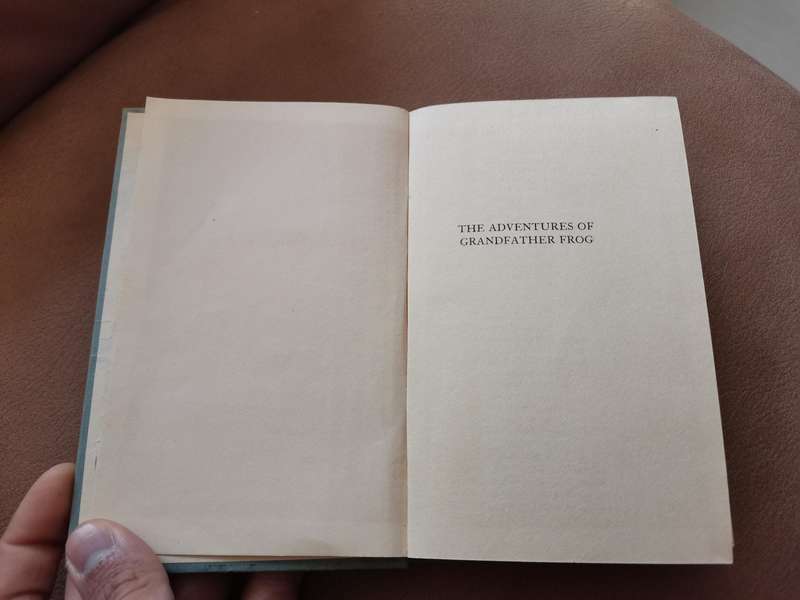 THE ADVENTURES OF
GRANDFATHER FROG